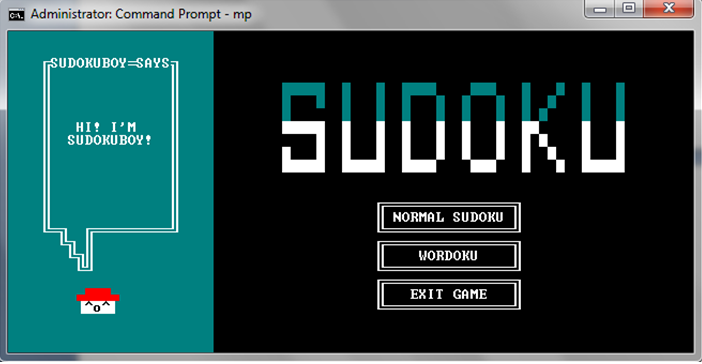 Administrator: Command Prompt - mp
SUDOKUBOY=SAYS
HI! I'M
SUDOKUBOY!
^o^
SUDOKU
NORMAL SUDOKU
WORDOKU
EXIT GAME